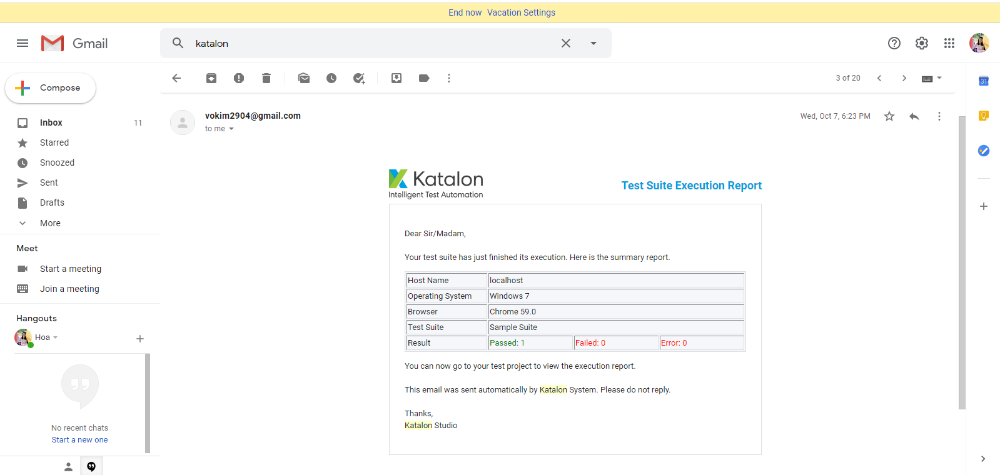 End now Vacation Settings
Gmail
katalon
Compose
3 of 20
31
Inbox 11
Starred
Snoozed
Sent
Drafts
More
Meet
Start a meeting
Join a meeting
Hangouts
Hoa
No recent chats
Start a new one
vokim2904@gmail.com
Wed, Oct 7, 6:23 PM
to me
Katalon
Intelligent Test Automation
Test Suite Execution Report
Dear Sir/Madam,
Your test suite has just finished its execution. Here is the summary report.
Host Name localhost
Operating System Windows 7
Browser Chrome 59.0
Test Suite Sample Suite
Result Passed: 1 Failed: 0 Error: 0
You can now go to your test project to view the execution report.
This email was sent automatically by Katalon System. Please do not reply.
Thanks,
Katalon Studio